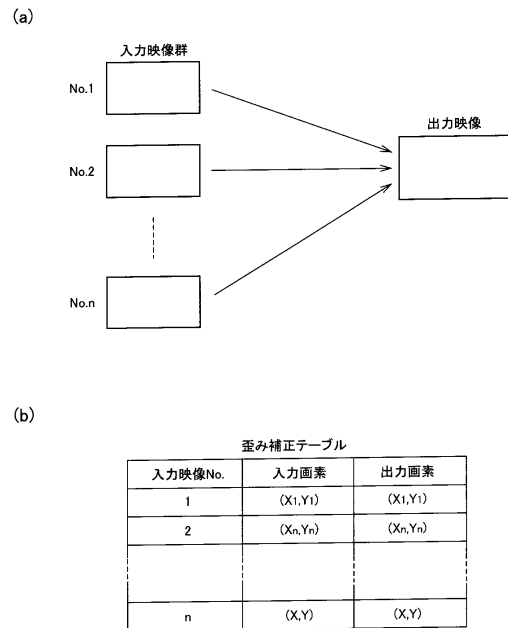 (a)
入力映像群
No.1
出力映像
No.2
No.n
(b)
歪み補正テーブル
入力映像No. 入力画素 出力画素
1 (X1,Y1) (X1,Y1)
2 (Xn,Yn) (Xn,Yn)
n (X,Y) (X,Y)